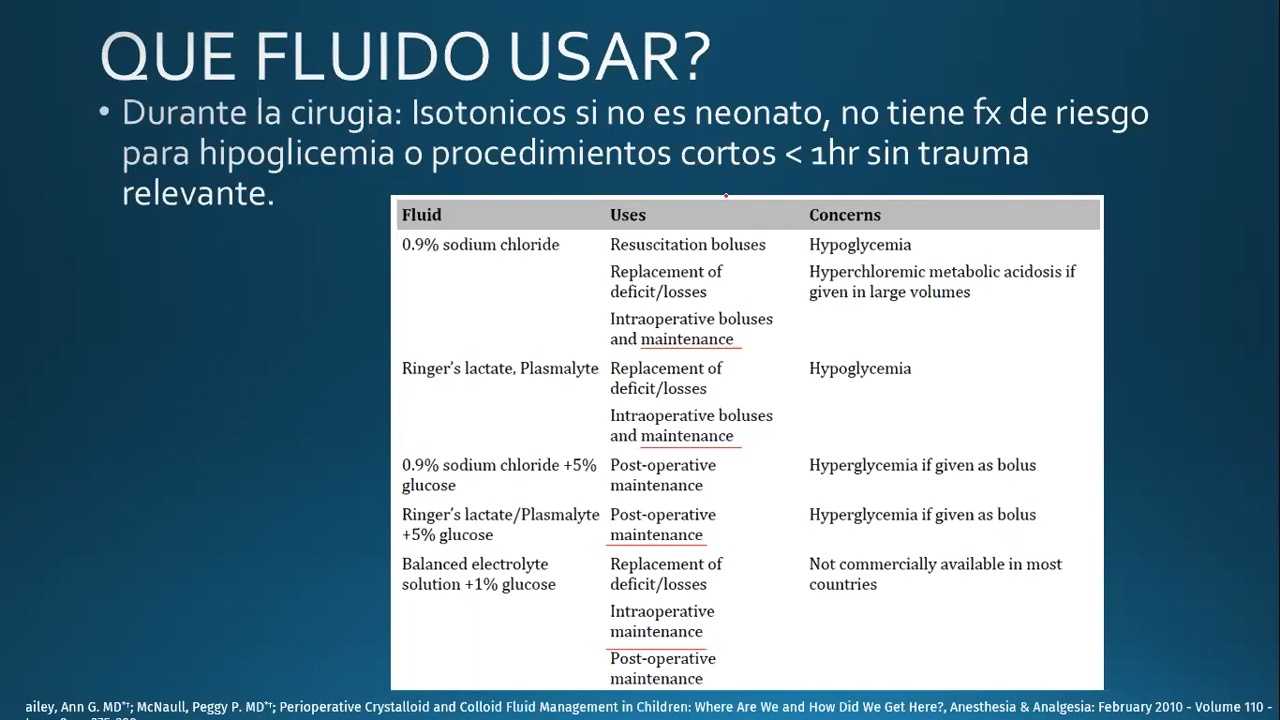 QUE FLUIDO USAR?
• Durante la cirugia: Isotonicos si no es neonato, no tiene fx de riesgo
para hipoglicemia o procedimientos cortos < 1hr sin trauma
relevante.
Fluid Uses Concerns
0.9% sodium chloride Resuscitation boluses Hypoglycemia
Replacement of Hyperchloremic metabolic acidosis if
deficit/losses given in large volumes
Intraoperative boluses
and maintenance
Ringer's lactate, Plasmalyte Replacement of Hypoglycemia
deficit/losses
Intraoperative boluses
and maintenance
0.9% sodium chloride +5% Post-operative Hyperglycemia if given as bolus
glucose maintenance
Ringer's lactate/Plasmalyte Post-operative Hyperglycemia if given as bolus
+5% glucose maintenance
Balanced electrolyte Replacement of Not commercially available in most
solution +1% glucose deficit/losses countries
Intraoperative
maintenance
Post-operative
maintenance
ailey, Ann G. MD*†; McNaull, Peggy P. MD*†; Perioperative Crystalloid and Colloid Fluid Management in Children: Where Are We and How Did We Get Here?, Anesthesia & Analgesia: February 2010 - Volume 110 -